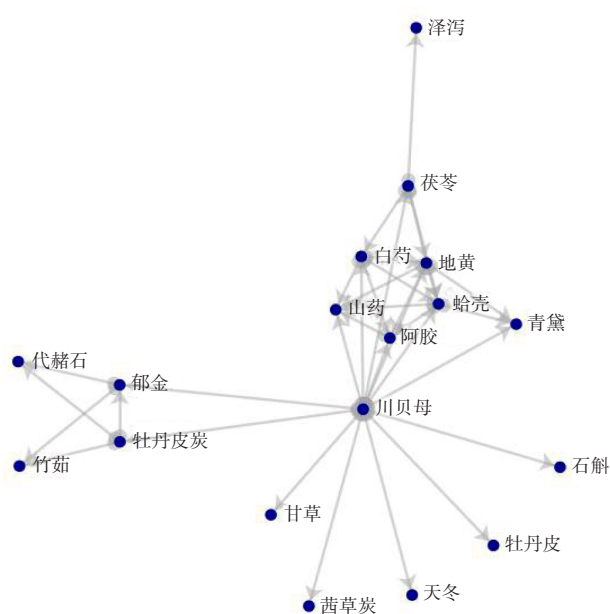 泽泻
茯苓
白芍
地黄
山药
蛤壳
阿胶
青黛
代赭石
郁金
川贝母
牡丹皮炭
竹茹
石斛
甘草
牡丹皮
茜草炭
天冬